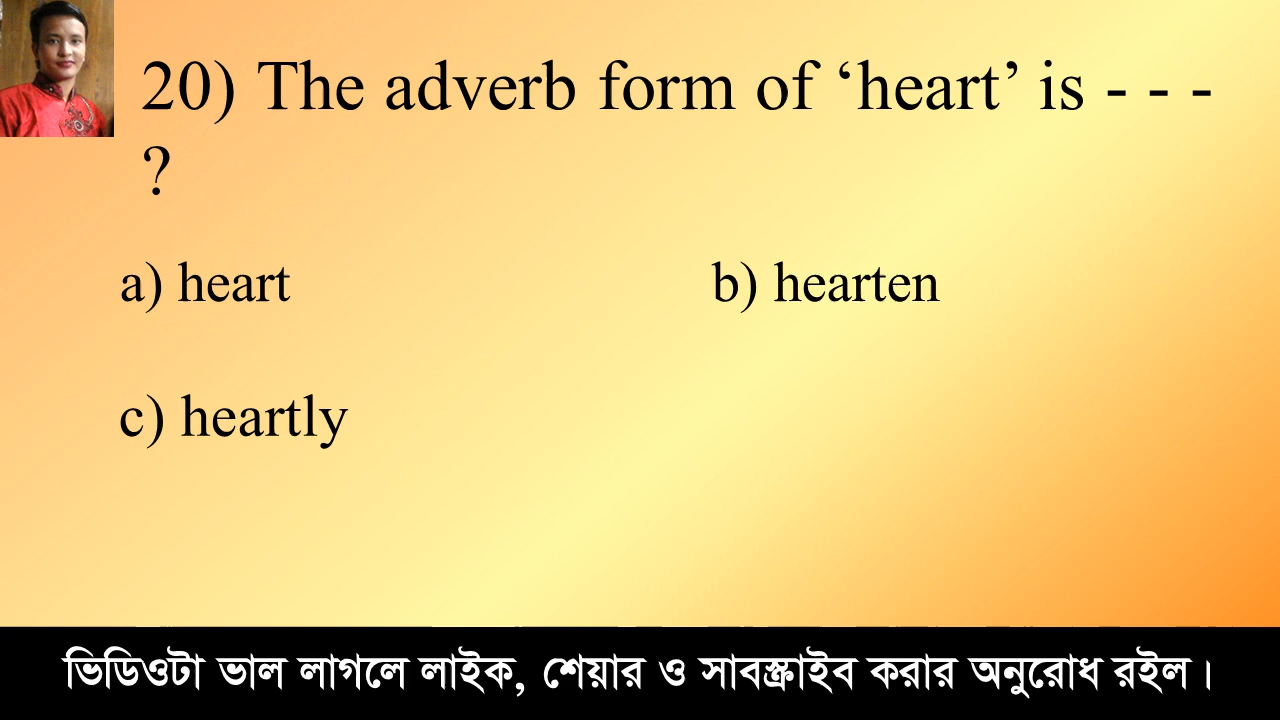 20) The adverb form of ‘heart’ is - - -
?
a) heart b) hearten
c) heartly
ভিডিওটা ভাল লাগলে লাইক, শেয়ার ও সাবস্ক্রাইব করার অনুরোধ রইল।